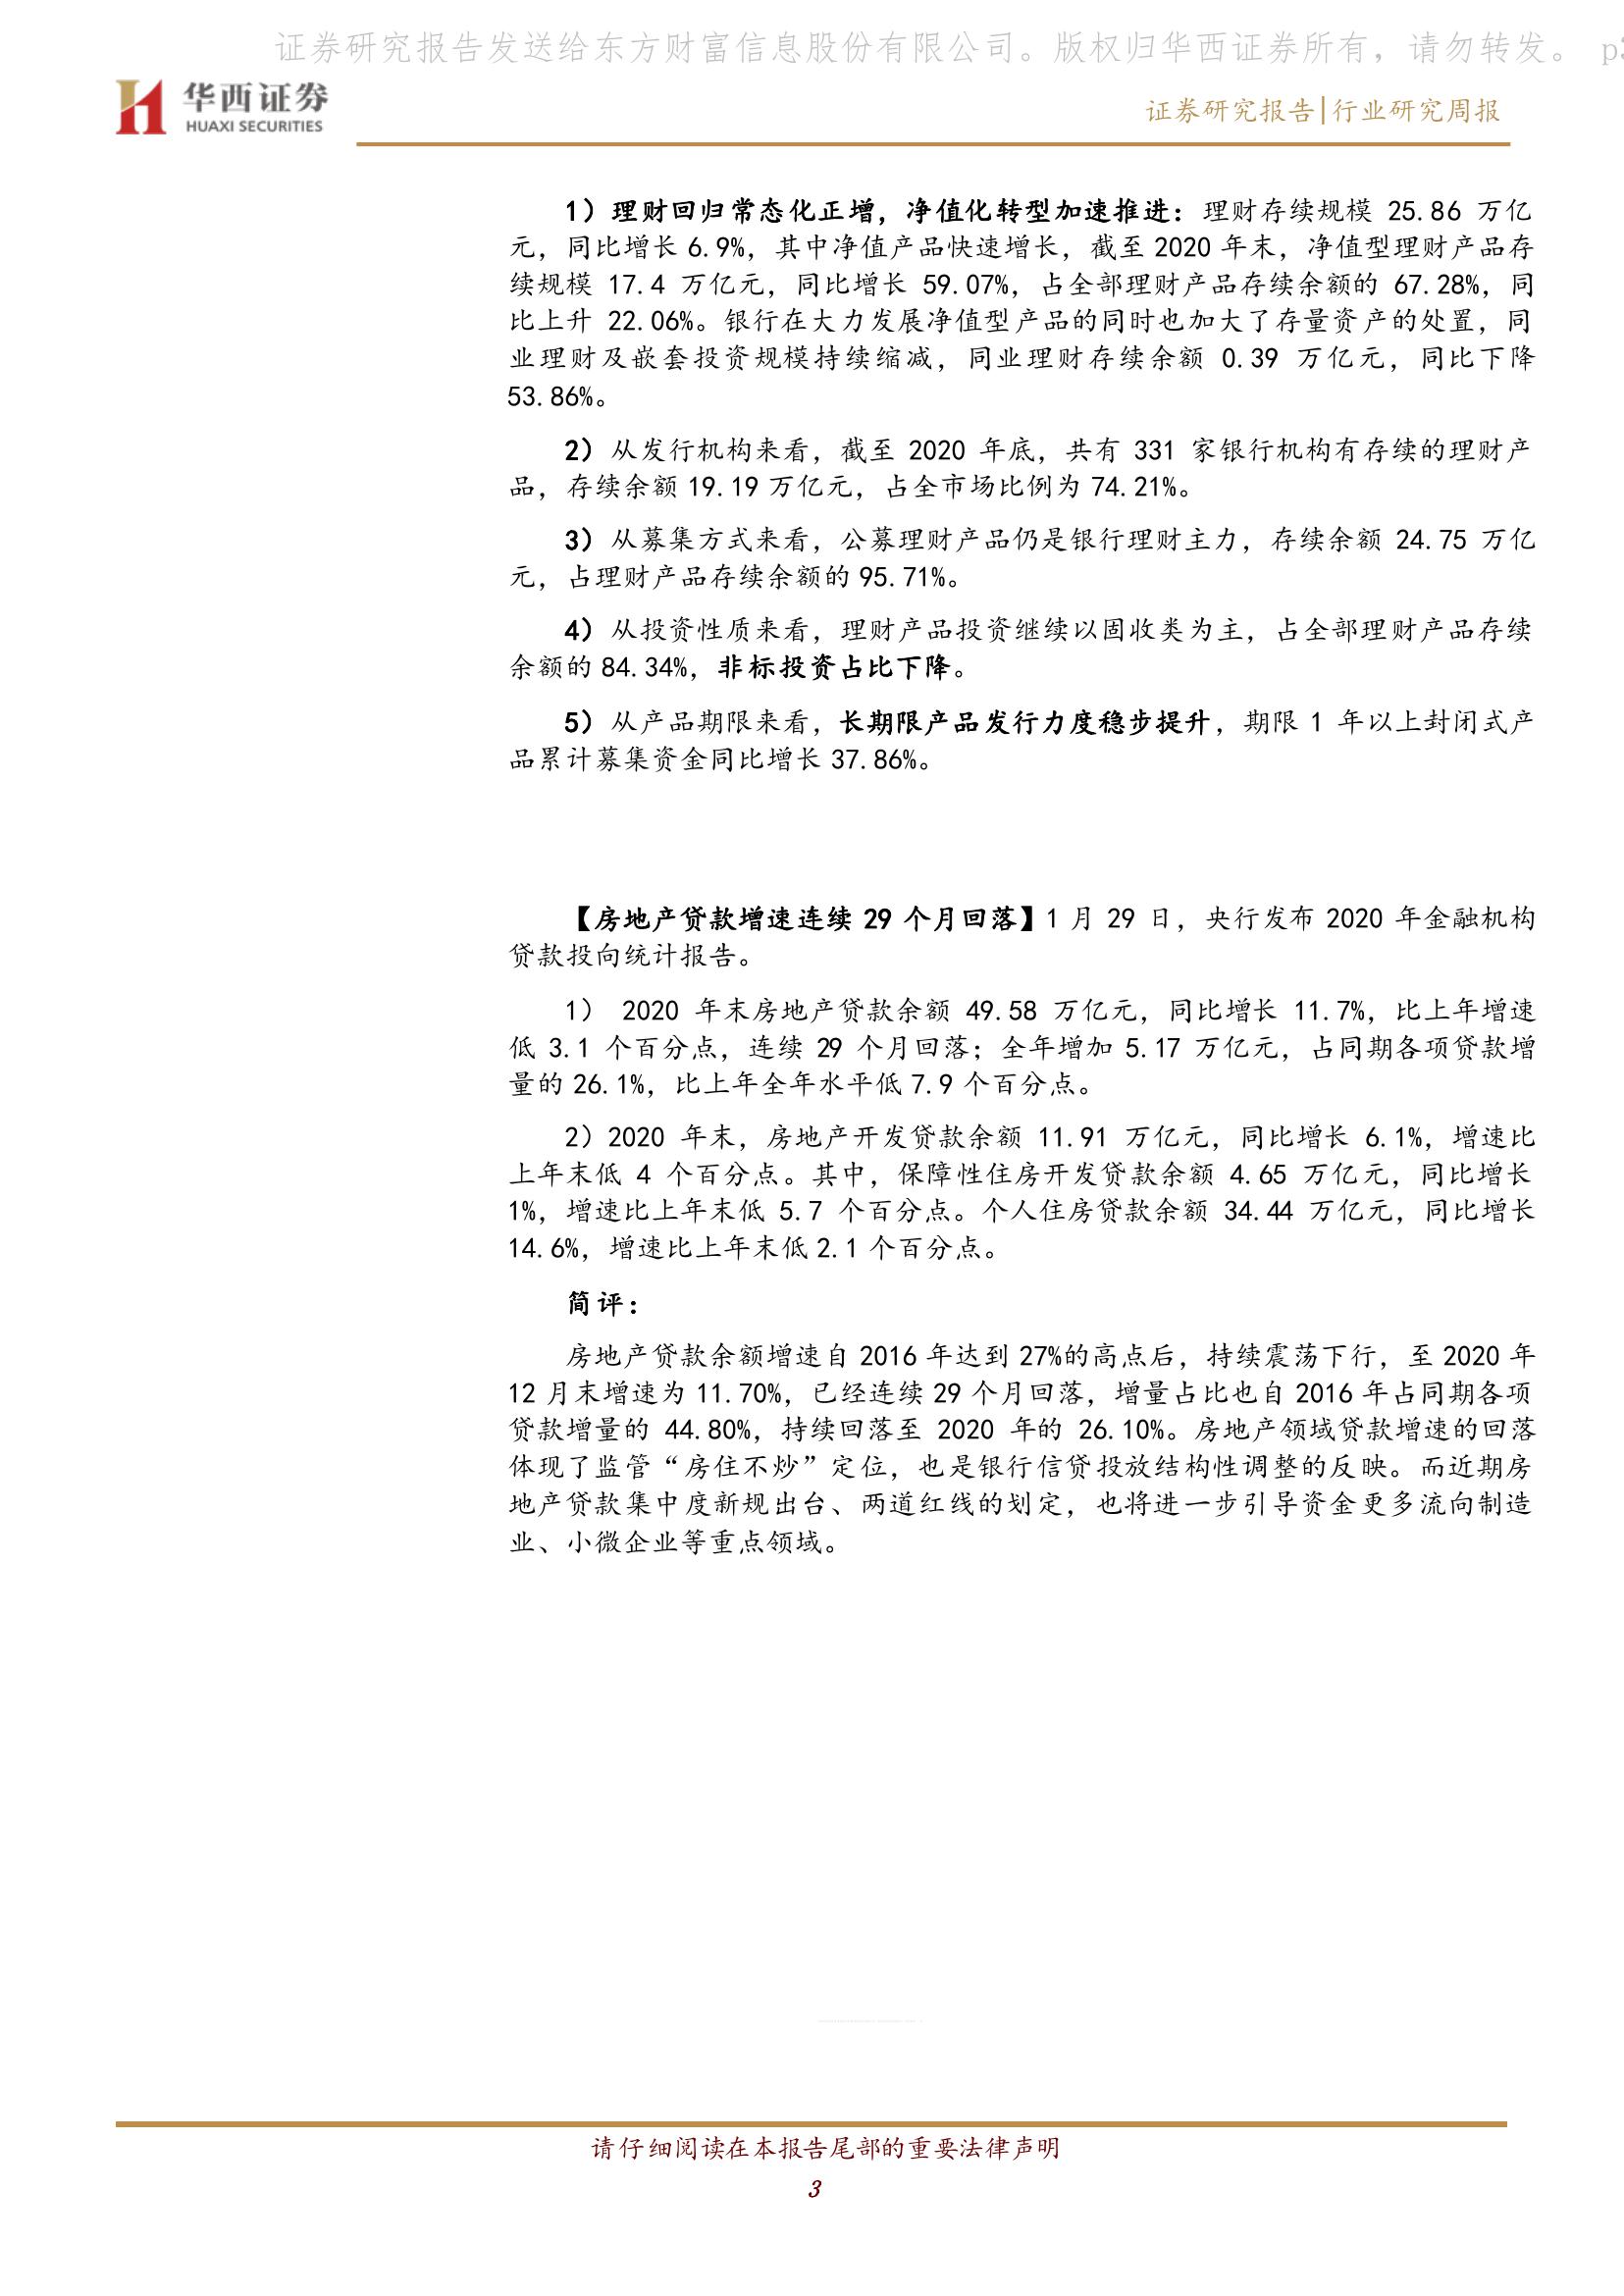 证券研究报告发送给东方财富信息股份有限公司。版权归华西证券所有，请勿转发。 p3
华西证券
HUAXI SECURITIES
证券研究报告|行业研究周报
1）理财回归常态化正增，净值化转型加速推进：理财存续规模 25.86 万亿
元，同比增长 6.9%，其中净值产品快速增长，截至 2020 年末，净值型理财产品存
续规模 17.4 万亿元，同比增长 59.07%，占全部理财产品存续余额的 67.28%，同
比上升 22.06%。银行在大力发展净值型产品的同时也加大了存量资产的处置，同
业理财及嵌套投资规模持续缩减，同业理财存续余额 0.39 万亿元，同比下降
53.86%。
2）从发行机构来看，截至 2020 年底，共有 331 家银行机构有存续的理财产
品，存续余额 19.19 万亿元，占全市场比例为 74.21%。
3）从募集方式来看，公募理财产品仍是银行理财主力，存续余额 24.75 万亿
元，占理财产品存续余额的 95.71%。
4）从投资性质来看，理财产品投资继续以固收类为主，占全部理财产品存续
余额的 84.34%，非标投资占比下降。
5）从产品期限来看，长期限产品发行力度稳步提升，期限 1 年以上封闭式产
品累计募集资金同比增长 37.86%。
【房地产贷款增速连续 29 个月回落】1 月 29 日，央行发布 2020 年金融机构
贷款投向统计报告。
1） 2020 年末房地产贷款余额 49.58 万亿元，同比增长 11.7%，比上年增速
低 3.1 个百分点，连续 29 个月回落；全年增加 5.17 万亿元，占同期各项贷款增
量的 26.1%，比上年全年水平低 7.9 个百分点。
2）2020 年末，房地产开发贷款余额 11.91 万亿元，同比增长 6.1%，增速比
上年末低 4 个百分点。其中，保障性住房开发贷款余额 4.65 万亿元，同比增长
1%，增速比上年末低 5.7 个百分点。个人住房贷款余额 34.44 万亿元，同比增长
14.6%，增速比上年末低 2.1 个百分点。
简评：
房地产贷款余额增速自 2016 年达到 27%的高点后，持续震荡下行，至 2020 年
12 月末增速为 11.70%，已经连续 29 个月回落，增量占比也自 2016 年占同期各项
贷款增量的 44.80%，持续回落至 2020 年的 26.10%。房地产领域贷款增速的回落
体现了监管“房住不炒”定位，也是银行信贷投放结构性调整的反映。而近期房
地产贷款集中度新规出台、两道红线的划定，也将进一步引导资金更多流向制造
业、小微企业等重点领域。
请仔细阅读在本报告尾部的重要法律声明
3